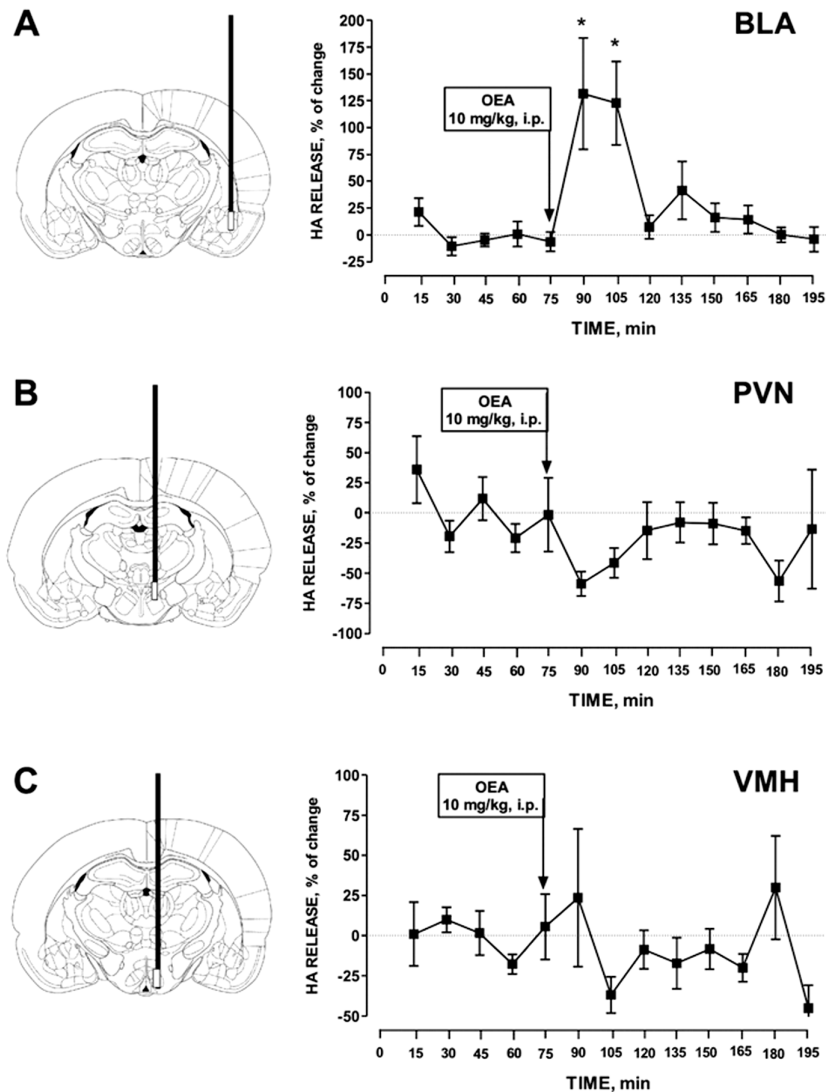 A
BLA
HA RELEASE, % of change
200
175
150
125
100
75
50
25
0
-25
* *
OEA
10 mg/kg, i.p.
0 15 30 45 60 75 90 105 120 135 150 165 180 195
TIME, min
B
PVN
HA RELEASE, % of change
100
75
50
25
0
-25
-50
-75
-100
OEA
10 mg/kg, i.p.
0 15 30 45 60 75 90 105 120 135 150 165 180 195
TIME, min
C
VMH
HA RELEASE, % of change
100
75
50
25
0
-25
-50
OEA
10 mg/kg, i.p.
0 15 30 45 60 75 90 105 120 135 150 165 180 195
TIME, min